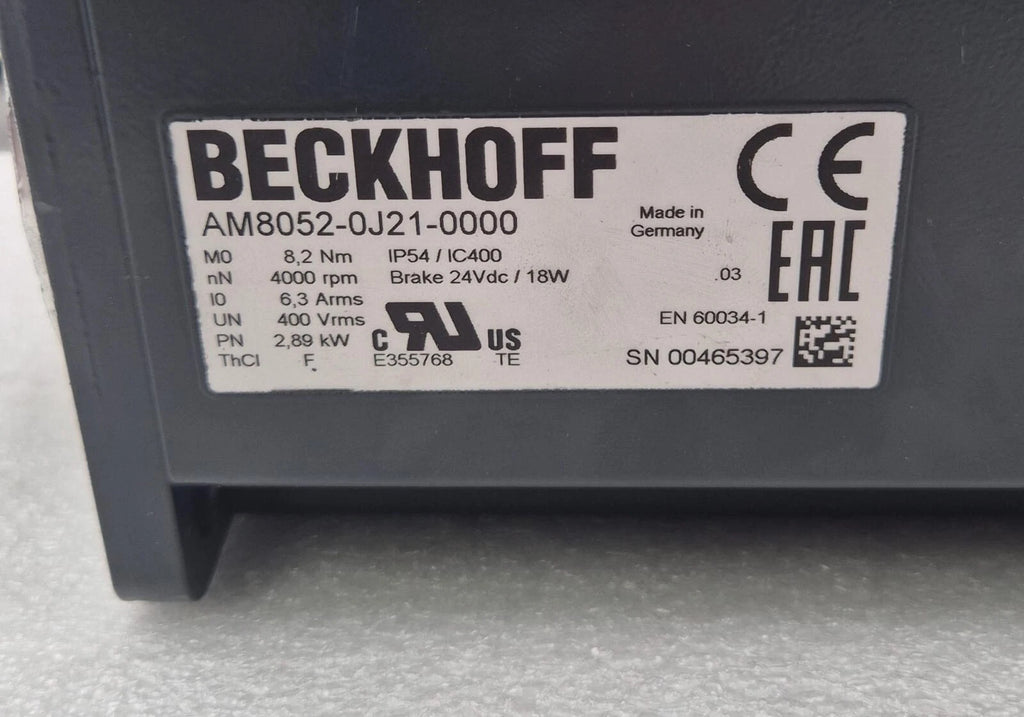 BECKHOFF
AM8052-0J21-0000
CE
Made in
Germany
EAC
.03
M0 8,2 Nm IP54 / IC400
nN 4000 rpm Brake 24Vdc / 18W
I0 6,3 Arms
UN 400 Vrms
PN 2,89 kW
ThCl F
C RU US
E355768 TE
EN 60034-1
SN 00465397